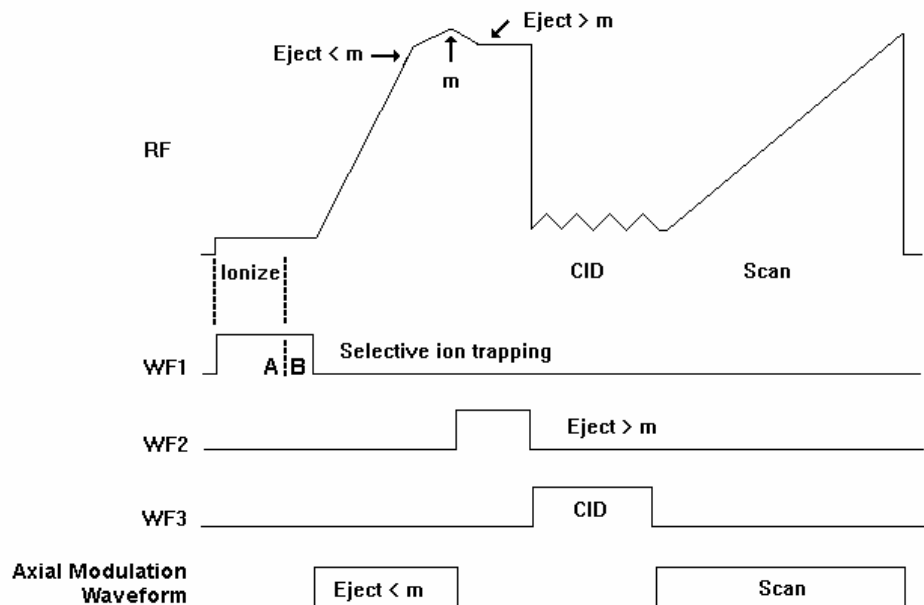 Eject > m
Eject < m
m
RF
Ionize
CID
Scan
WF1
A
B
Selective ion trapping
WF2
Eject > m
WF3
CID
Axial Modulation
Waveform
Eject < m
Scan